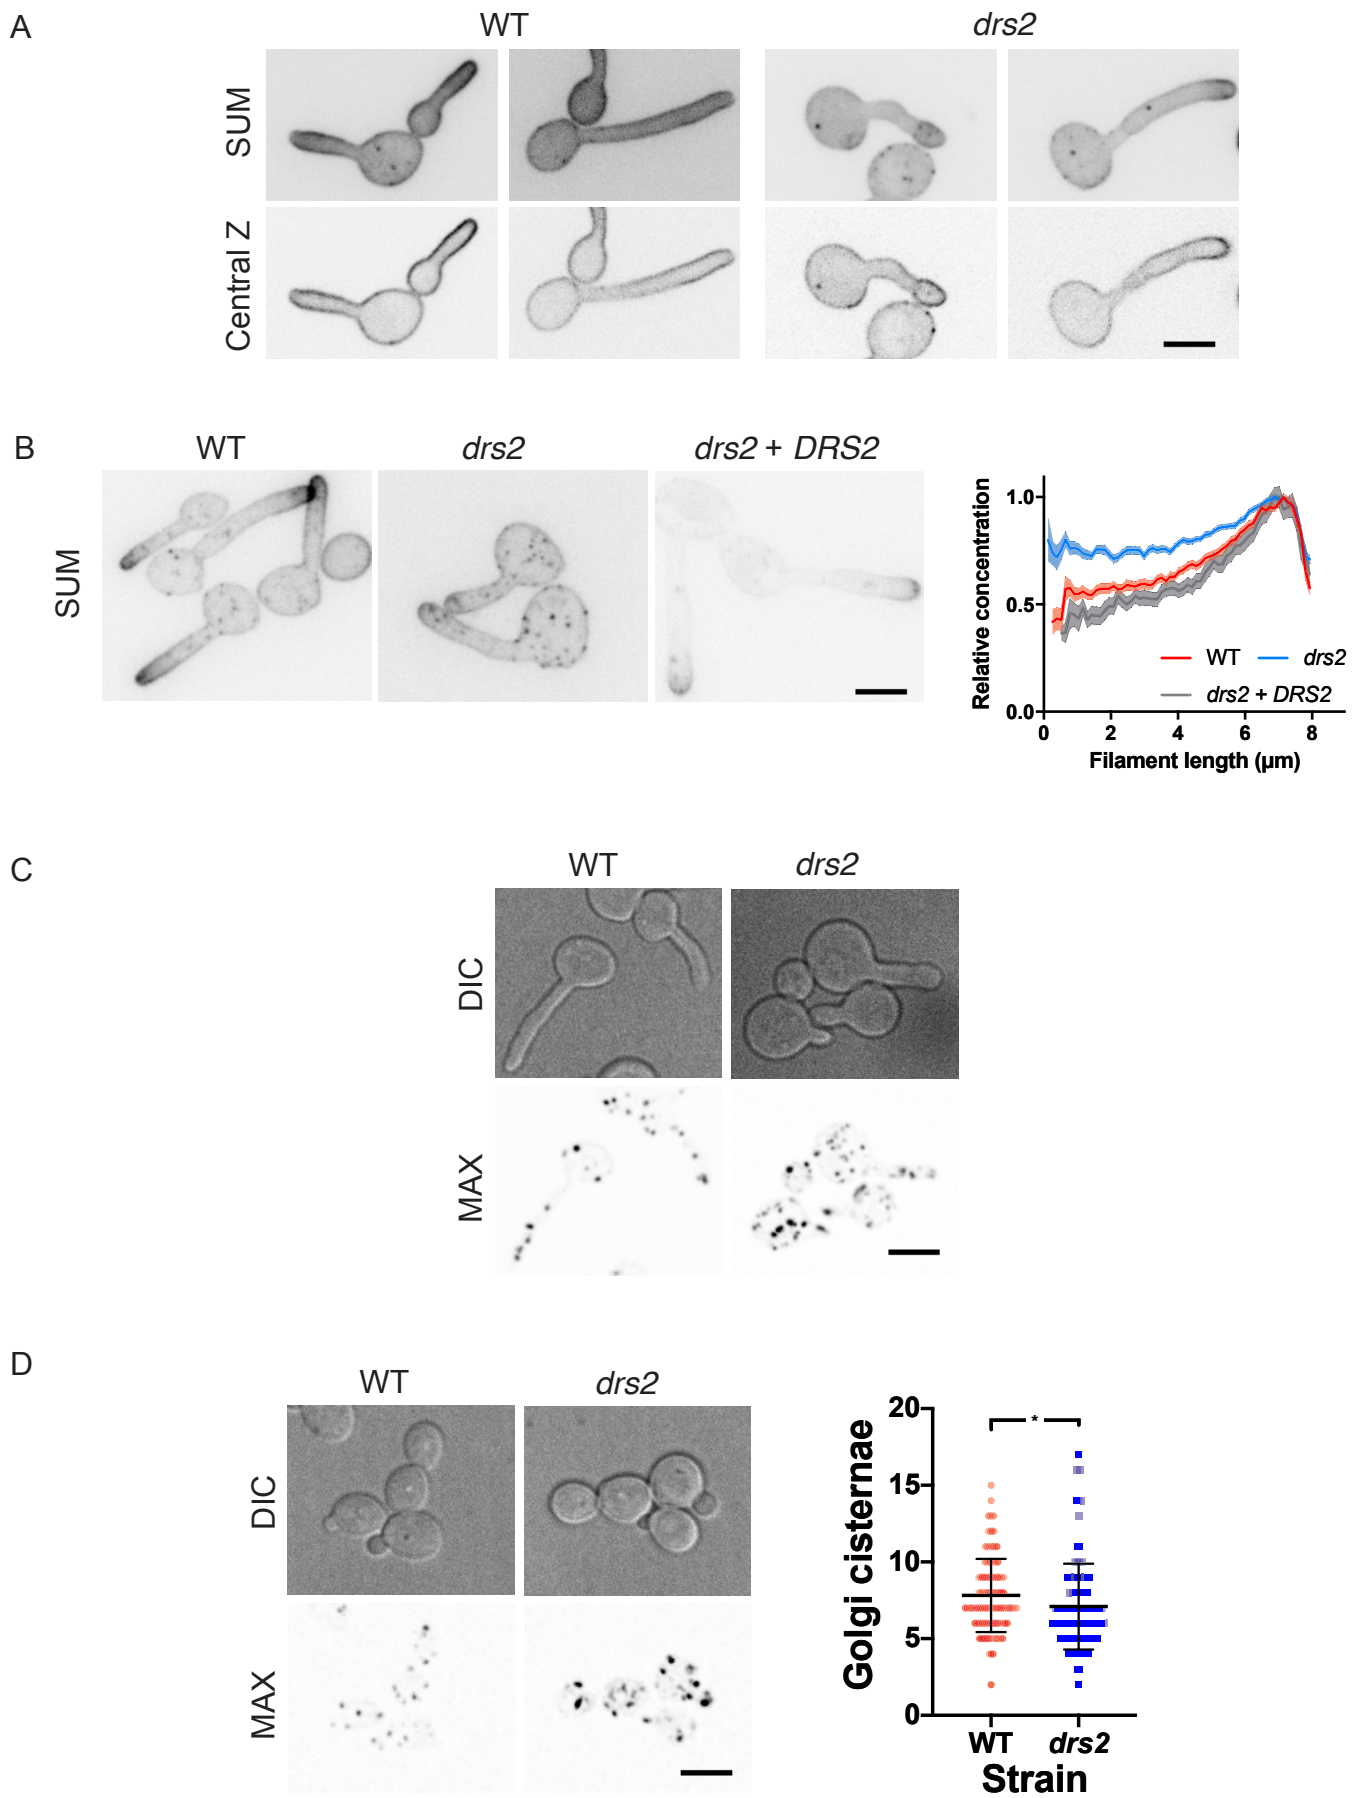 A
WT drs2
SUM
Central Z
B
WT drs2 drs2 + DRS2
SUM
Relative concentration
1.0
0.5
0.0
0 2 4 6 8
Filament length (µm)
WT drs2
drs2 + DRS2
C
WT drs2
DIC
MAX
D
WT drs2
DIC
MAX
Golgi cisternae
20
15
10
5
0
*
WT drs2
Strain